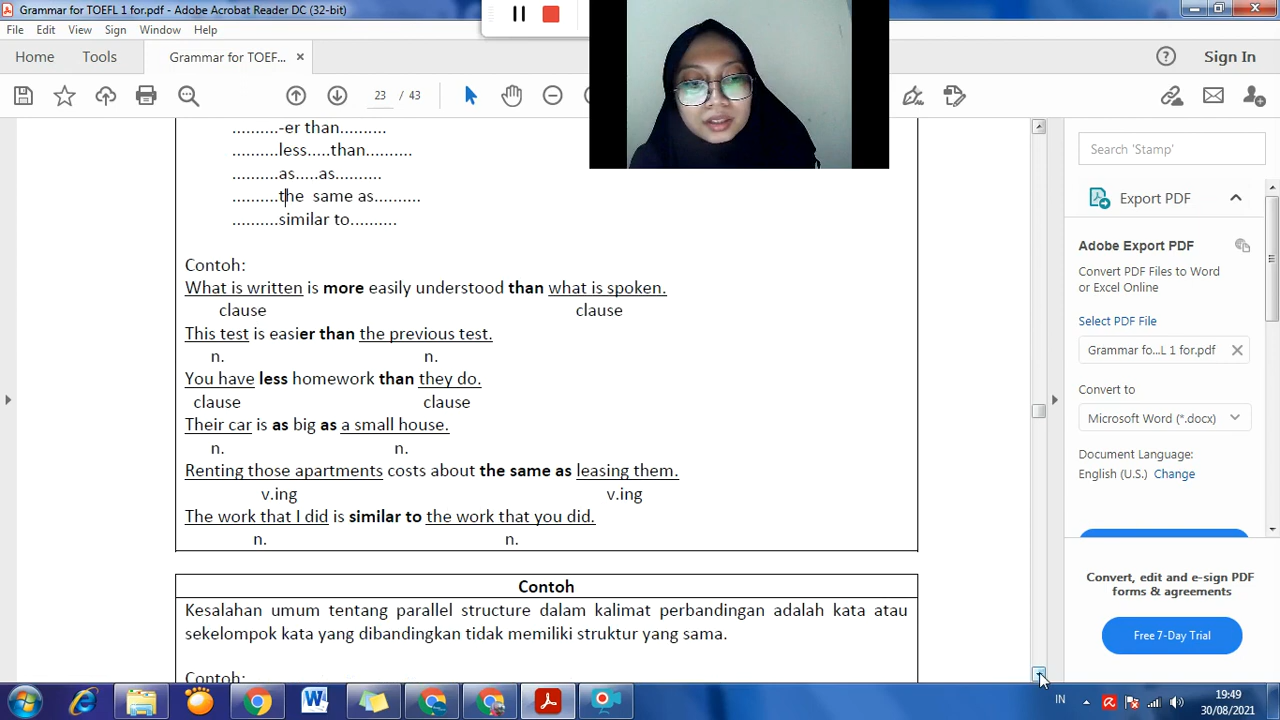 Grammar for TOEFL 1 for.pdf - Adobe Acrobat Reader DC (32-bit)
File Edit View Sign Window Help
Home Tools Grammar for TOEF... × Sign In
23 / 43
..........-er than..........
..........less.....than..........
..........as.....as..........
..........the same as..........
..........similar to..........
Contoh:
What is written is more easily understood than what is spoken.
clause clause
This test is easier than the previous test.
n. n.
You have less homework than they do.
clause clause
Their car is as big as a small house.
n. n.
Renting those apartments costs about the same as leasing them.
v.ing v.ing
The work that I did is similar to the work that you did.
n. n.
Contoh
Kesalahan umum tentang parallel structure dalam kalimat perbandingan adalah kata atau
sekelompok kata yang dibandingkan tidak memiliki struktur yang sama.
Contoh:
Search 'Stamp'
Export PDF
Adobe Export PDF
Convert PDF Files to Word
or Excel Online
Select PDF File
Grammar fo...L 1 for.pdf
Convert to
Microsoft Word (*.docx)
Document Language:
English (U.S.) Change
Convert, edit and e-sign PDF
forms & agreements
Free 7-Day Trial
IN
19:49
30/08/2021